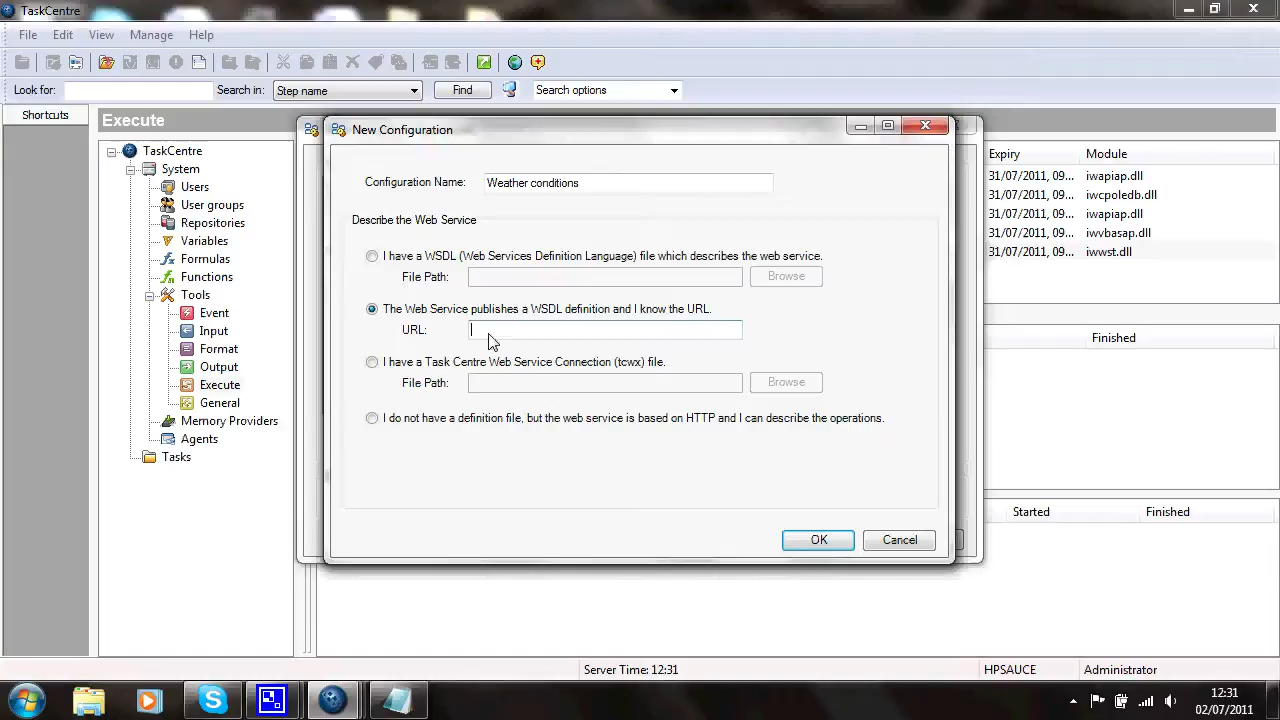 TaskCentre
File Edit View Manage Help
Look for: Search in: Step name Find Search options
Shortcuts
Execute
TaskCentre
System
Users
User groups
Repositories
Variables
Formulas
Functions
Tools
Event
Input
Format
Output
Execute
General
Memory Providers
Agents
Tasks
New Configuration
Configuration Name: Weather conditions
Describe the Web Service
I have a WSDL (Web Services Definition Language) file which describes the web service.
File Path: Browse
The Web Service publishes a WSDL definition and I know the URL.
URL:
I have a Task Centre Web Service Connection (tcwx) file.
File Path: Browse
I do not have a definition file, but the web service is based on HTTP and I can describe the operations.
OK Cancel
Expiry Module
31/07/2011, 09... iwapiap.dll
31/07/2011, 09... iwcpoledb.dll
31/07/2011, 09... iwapiap.dll
31/07/2011, 09... iwvbasap.dll
31/07/2011, 09... iwwst.dll
Finished
Started Finished
Server Time: 12:31 HPSAUCE Administrator
12:31
02/07/2011